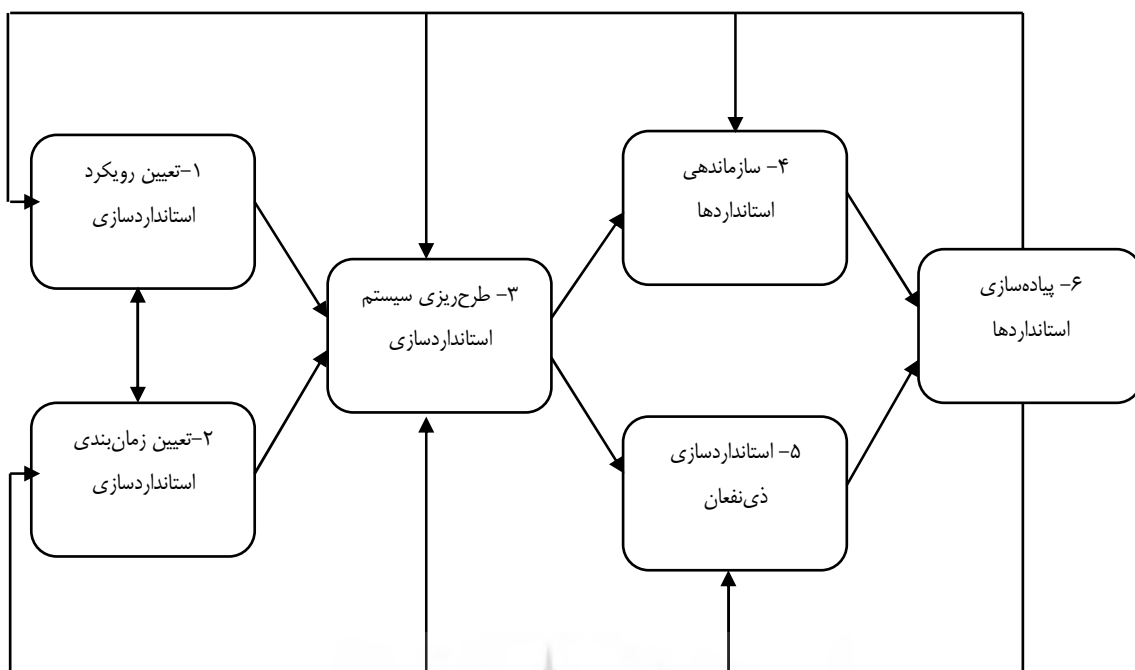 ۱-تعیین رویکرد
استانداردسازی
۲-تعیین زمان‌بندی
استانداردسازی
۳- طرح‌ریزی سیستم
استانداردسازی
۴- سازماندهی
استانداردها
۵- استانداردسازی
ذی‌نفعان
۶- پیاده‌سازی
استانداردها